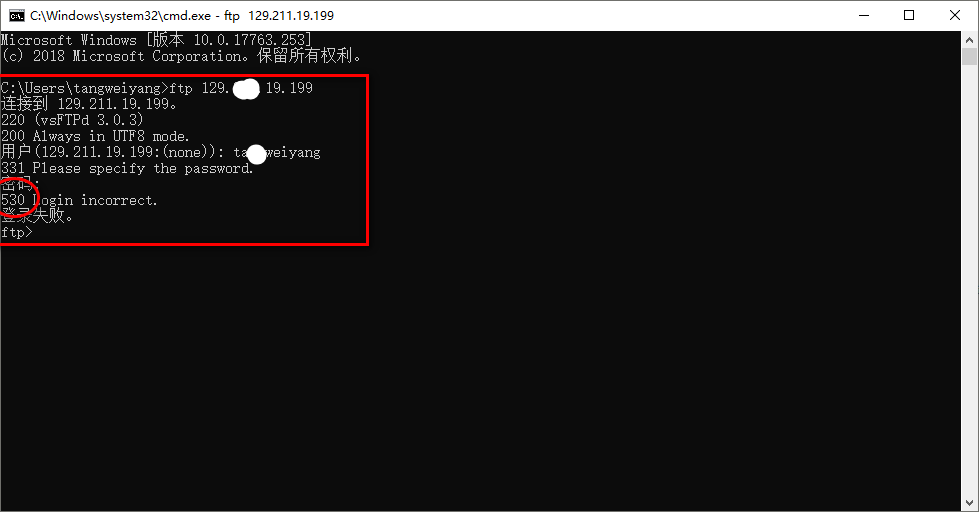 C:\Windows\system32\cmd.exe - ftp 129.211.19.199
Microsoft Windows [版本 10.0.17763.253]
(c) 2018 Microsoft Corporation。保留所有权利。
C:\Users\tangweiyang>ftp 129. 19.199
连接到 129.211.19.199。
220 (vsFTPd 3.0.3)
200 Always in UTF8 mode.
用户(129.211.19.199:(none)): ta weiyang
331 Please specify the password.
密码:
530 Login incorrect.
登录失败。
ftp>